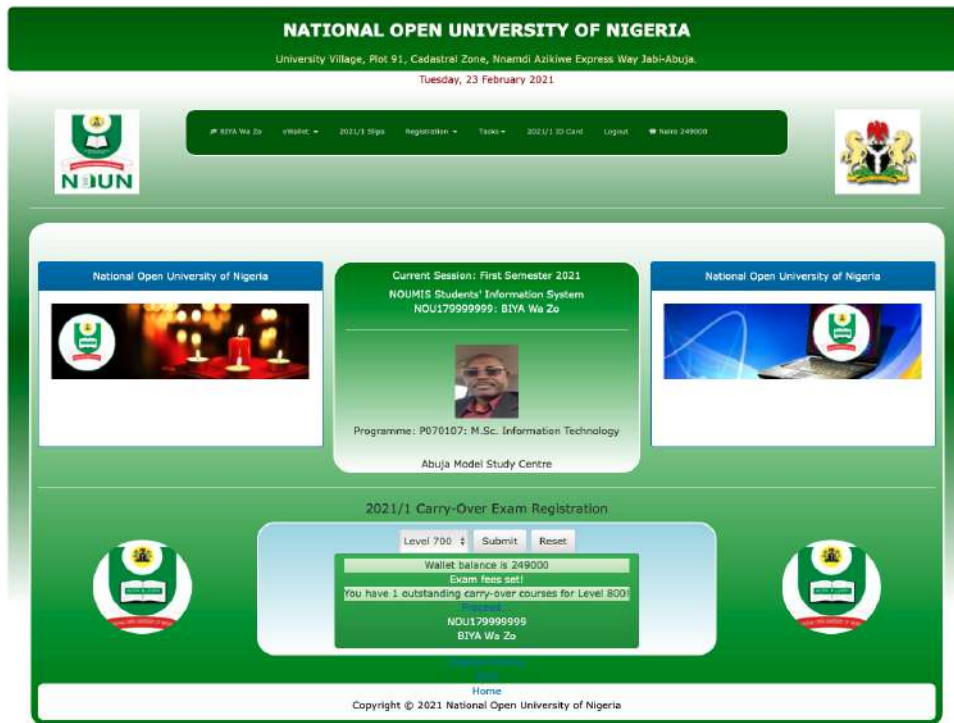 NATIONAL OPEN UNIVERSITY OF NIGERIA
University Village, Plot 91, Cadastral Zone, Nnamdi Azikiwe Express Way Jabi-Abuja.
Tuesday, 23 February 2021
BIYA Wa Zo eWallet 2021/1 Slips Registration Tasks 2021/1 ID Card Logout Naira 249000
NOUN
National Open University of Nigeria
Current Session: First Semester 2021
NOUMIS Students' Information System
NOU179999999: BIYA Wa Zo
Programme: P070107: M.Sc. Information Technology
Abuja Model Study Centre
National Open University of Nigeria
2021/1 Carry-Over Exam Registration
Level 700 Submit Reset
Wallet balance is 249000
Exam fees set!
You have 1 outstanding carry-over courses for Level 800!
Proceed...
NOU179999999
BIYA Wa Zo
Home
Copyright © 2021 National Open University of Nigeria